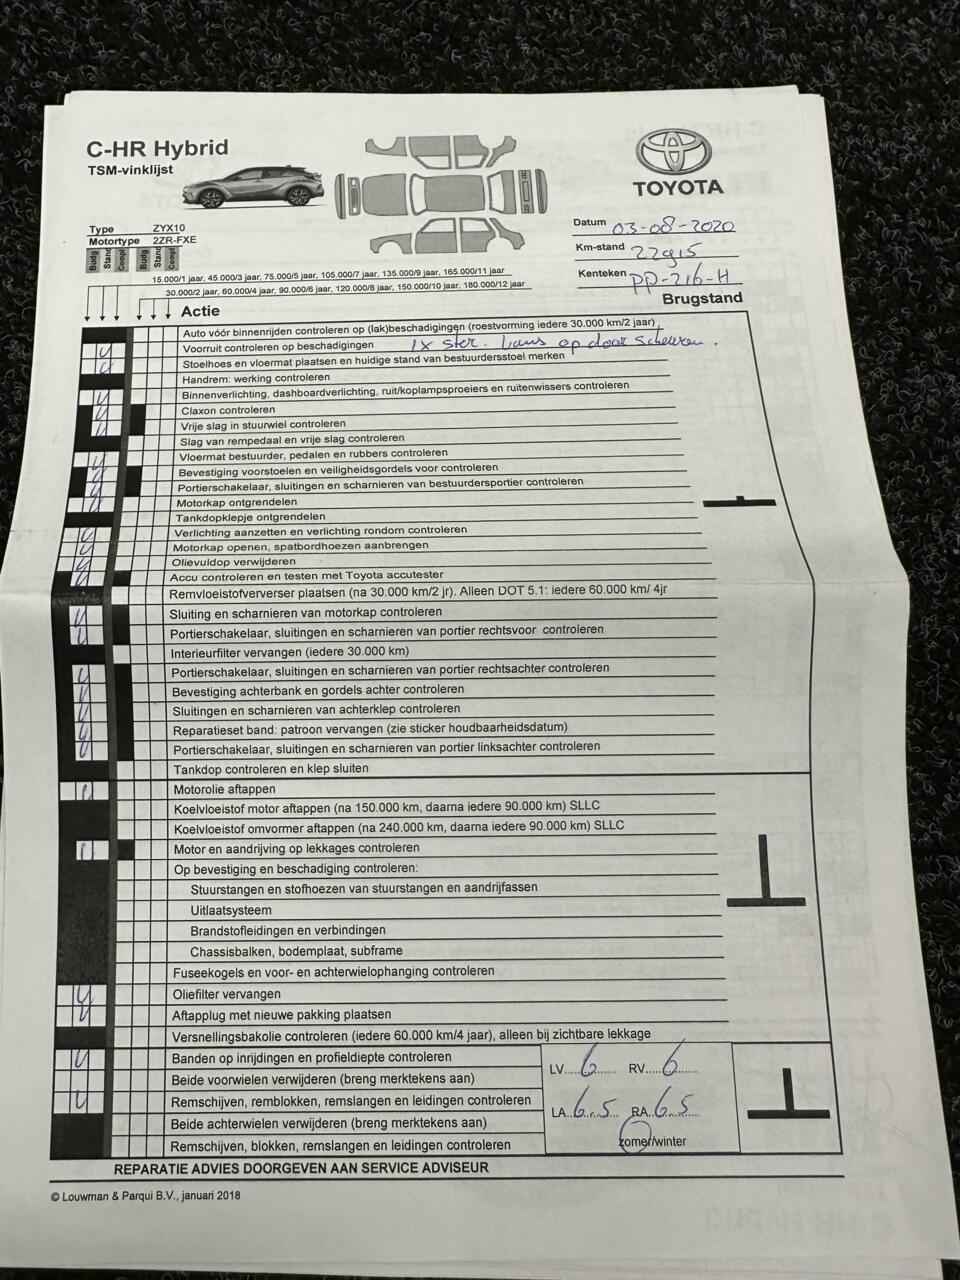 C-HR Hybrid
TSM-vinklijst
TOYOTA
Type ZYX10
Motortype 2ZR-FXE
Datum 03-08-2020
Km-stand 22915
Kenteken PP-216-H
Budg Stand Compl Budg Stand Compl
15.000/1 jaar, 45.000/3 jaar, 75.000/5 jaar, 105.000/7 jaar, 135.000/9 jaar, 165.000/11 jaar
30.000/2 jaar, 60.000/4 jaar, 90.000/6 jaar, 120.000/8 jaar, 150.000/10 jaar, 180.000/12 jaar
Brugstand
Actie
Auto vóór binnenrijden controleren op (lak)beschadigingen (roestvorming iedere 30.000 km/2 jaar)
Voorruit controleren op beschadigingen 1x ster. kans op door scheuren.
Stoelhoes en vloermat plaatsen en huidige stand van bestuurdersstoel merken
Handrem: werking controleren
Binnenverlichting, dashboardverlichting, ruit/koplampsproeiers en ruitenwissers controleren
Claxon controleren
Vrije slag in stuurwiel controleren
Slag van rempedaal en vrije slag controleren
Vloermat bestuurder, pedalen en rubbers controleren
Bevestiging voorstoelen en veiligheidsgordels voor controleren
Portierschakelaar, sluitingen en scharnieren van bestuurdersportier controleren
Motorkap ontgrendelen
Tankdopklepje ontgrendelen
Verlichting aanzetten en verlichting rondom controleren
Motorkap openen, spatbordhoezen aanbrengen
Olievuldop verwijderen
Accu controleren en testen met Toyota accutester
Remvloeistofververser plaatsen (na 30.000 km/2 jr). Alleen DOT 5.1: iedere 60.000 km/ 4jr
Sluiting en scharnieren van motorkap controleren
Portierschakelaar, sluitingen en scharnieren van portier rechtsvoor controleren
Interieurfilter vervangen (iedere 30.000 km)
Portierschakelaar, sluitingen en scharnieren van portier rechtsachter controleren
Bevestiging achterbank en gordels achter controleren
Sluitingen en scharnieren van achterklep controleren
Reparatieset band: patroon vervangen (zie sticker houdbaarheidsdatum)
Portierschakelaar, sluitingen en scharnieren van portier linksachter controleren
Tankdop controleren en klep sluiten
Motorolie aftappen
Koelvloeistof motor aftappen (na 150.000 km, daarna iedere 90.000 km) SLLC
Koelvloeistof omvormer aftappen (na 240.000 km, daarna iedere 90.000 km) SLLC
Motor en aandrijving op lekkages controleren
Op bevestiging en beschadiging controleren:
Stuurstangen en stofhoezen van stuurstangen en aandrijfassen
Uitlaatsysteem
Brandstofleidingen en verbindingen
Chassisbalken, bodemplaat, subframe
Fuseekogels en voor- en achterwielophanging controleren
Oliefilter vervangen
Aftapplug met nieuwe pakking plaatsen
Versnellingsbakolie controleren (iedere 60.000 km/4 jaar), alleen bij zichtbare lekkage
Banden op inrijdingen en profieldiepte controleren
LV.....6...... RV.....6......
Beide voorwielen verwijderen (breng merktekens aan)
Remschijven, remblokken, remslangen en leidingen controleren
LA..6..5 RA..6..5
Beide achterwielen verwijderen (breng merktekens aan)
zomer/winter
Remschijven, blokken, remslangen en leidingen controleren
REPARATIE ADVIES DOORGEVEN AAN SERVICE ADVISEUR
© Louwman & Parqui B.V., januari 2018